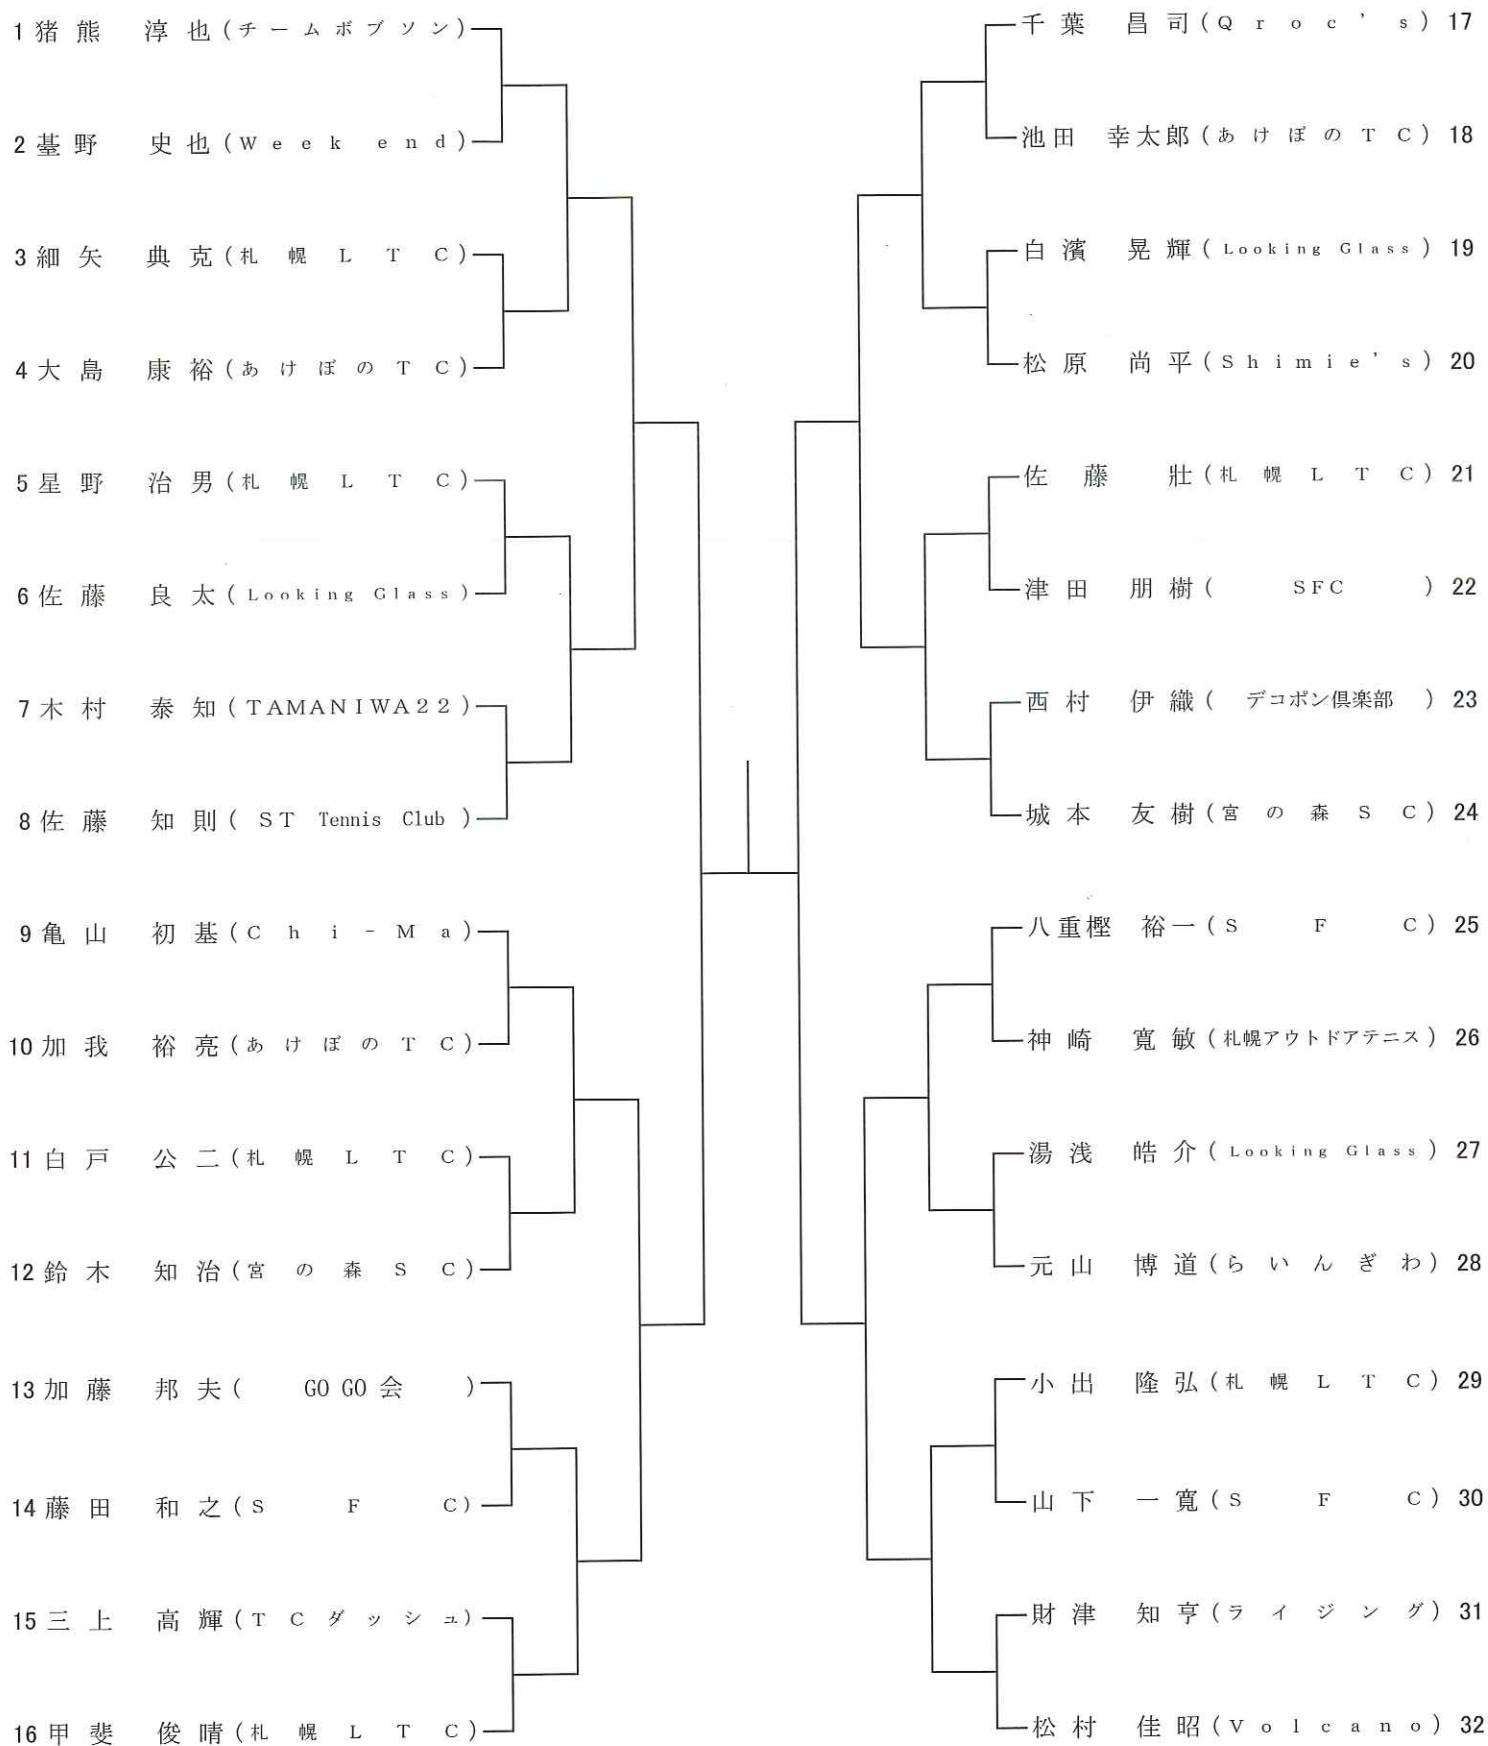 1 猪熊 淳也(チームボブソン)
2 基野 史也(Week end)
3 細矢 典克(札幌LTC)
4 大島 康裕(あけぼのTC)
5 星野 治男(札幌LTC)
6 佐藤 良太(Looking Glass)
7 木村 泰知(TAMANIWA22)
8 佐藤 知則(ST Tennis Club)
9 亀山 初基(Chi-Ma)
10 加我 裕亮(あけぼのTC)
11 白戸 公二(札幌LTC)
12 鈴木 知治(宮の森SC)
13 加藤 邦夫(GO GO会)
14 藤田 和之(SFC)
15 三上 高輝(TCダッシュ)
16 甲斐 俊晴(札幌LTC)
千葉 昌司(Qroc's) 17
池田 幸太郎(あけぼのTC) 18
白濱 晃輝(Looking Glass) 19
松原 尚平(Shimie's) 20
佐藤 壯(札幌LTC) 21
津田 朋樹(SFC) 22
西村 伊織(デコポン倶楽部) 23
城本 友樹(宮の森SC) 24
八重樫 裕一(SFC) 25
神崎 寛敏(札幌アウトドアテニス) 26
湯浅 皓介(Looking Glass) 27
元山 博道(らいんぎわ) 28
小出 隆弘(札幌LTC) 29
山下 一寛(SFC) 30
財津 知亨(ライジング) 31
松村 佳昭(Volcano) 32